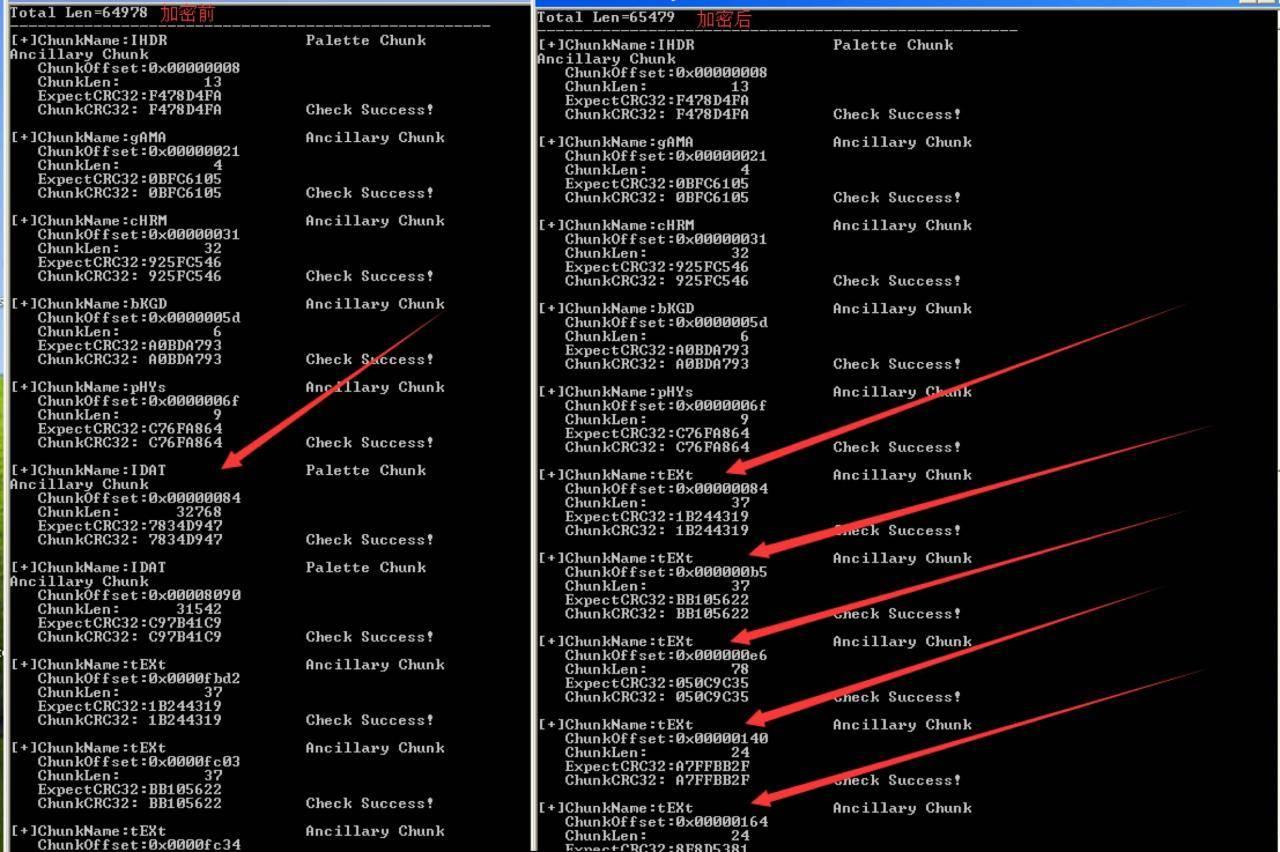 Total Len=64978 加密前
[+]ChunkName:IHDR Palette Chunk
Ancillary Chunk
ChunkOffset:0x00000008
ChunkLen: 13
ExpectCRC32:F478D4FA
ChunkCRC32: F478D4FA Check Success!
[+]ChunkName:gAMA Ancillary Chunk
ChunkOffset:0x00000021
ChunkLen: 4
ExpectCRC32:0BFC6105
ChunkCRC32: 0BFC6105 Check Success!
[+]ChunkName:cHRM Ancillary Chunk
ChunkOffset:0x00000031
ChunkLen: 32
ExpectCRC32:925FC546
ChunkCRC32: 925FC546 Check Success!
[+]ChunkName:bKGD Ancillary Chunk
ChunkOffset:0x0000005d
ChunkLen: 6
ExpectCRC32:A0BDA793
ChunkCRC32: A0BDA793 Check Success!
[+]ChunkName:pHYs Ancillary Chunk
ChunkOffset:0x0000006f
ChunkLen: 9
ExpectCRC32:C76FA864
ChunkCRC32: C76FA864 Check Success!
[+]ChunkName:IDAT Palette Chunk
Ancillary Chunk
ChunkOffset:0x00000084
ChunkLen: 32768
ExpectCRC32:7834D947
ChunkCRC32: 7834D947 Check Success!
[+]ChunkName:IDAT Palette Chunk
Ancillary Chunk
ChunkOffset:0x00008090
ChunkLen: 31542
ExpectCRC32:C97B41C9
ChunkCRC32: C97B41C9 Check Success!
[+]ChunkName:tEXt Ancillary Chunk
ChunkOffset:0x0000fbd2
ChunkLen: 37
ExpectCRC32:1B244319
ChunkCRC32: 1B244319 Check Success!
[+]ChunkName:tEXt Ancillary Chunk
ChunkOffset:0x0000fc03
ChunkLen: 37
ExpectCRC32:BB105622
ChunkCRC32: BB105622 Check Success!
[+]ChunkName:tEXt Ancillary Chunk
ChunkOffset:0x0000fc34
Total Len=65479 加密后
[+]ChunkName:IHDR Palette Chunk
Ancillary Chunk
ChunkOffset:0x00000008
ChunkLen: 13
ExpectCRC32:F478D4FA
ChunkCRC32: F478D4FA Check Success!
[+]ChunkName:gAMA Ancillary Chunk
ChunkOffset:0x00000021
ChunkLen: 4
ExpectCRC32:0BFC6105
ChunkCRC32: 0BFC6105 Check Success!
[+]ChunkName:cHRM Ancillary Chunk
ChunkOffset:0x00000031
ChunkLen: 32
ExpectCRC32:925FC546
ChunkCRC32: 925FC546 Check Success!
[+]ChunkName:bKGD Ancillary Chunk
ChunkOffset:0x0000005d
ChunkLen: 6
ExpectCRC32:A0BDA793
ChunkCRC32: A0BDA793 Check Success!
[+]ChunkName:pHYs Ancillary Chunk
ChunkOffset:0x0000006f
ChunkLen: 9
ExpectCRC32:C76FA864
ChunkCRC32: C76FA864 Check Success!
[+]ChunkName:tEXt Ancillary Chunk
ChunkOffset:0x00000084
ChunkLen: 37
ExpectCRC32:1B244319
ChunkCRC32: 1B244319 Check Success!
[+]ChunkName:tEXt Ancillary Chunk
ChunkOffset:0x000000b5
ChunkLen: 37
ExpectCRC32:BB105622
ChunkCRC32: BB105622 Check Success!
[+]ChunkName:tEXt Ancillary Chunk
ChunkOffset:0x000000e6
ChunkLen: 78
ExpectCRC32:050C9C35
ChunkCRC32: 050C9C35 Check Success!
[+]ChunkName:tEXt Ancillary Chunk
ChunkOffset:0x00000140
ChunkLen: 24
ExpectCRC32:A7FFBB2F
ChunkCRC32: A7FFBB2F Check Success!
[+]ChunkName:tEXt Ancillary Chunk
ChunkOffset:0x00000164
ChunkLen: 24
ExpectCRC32:8F8D5381